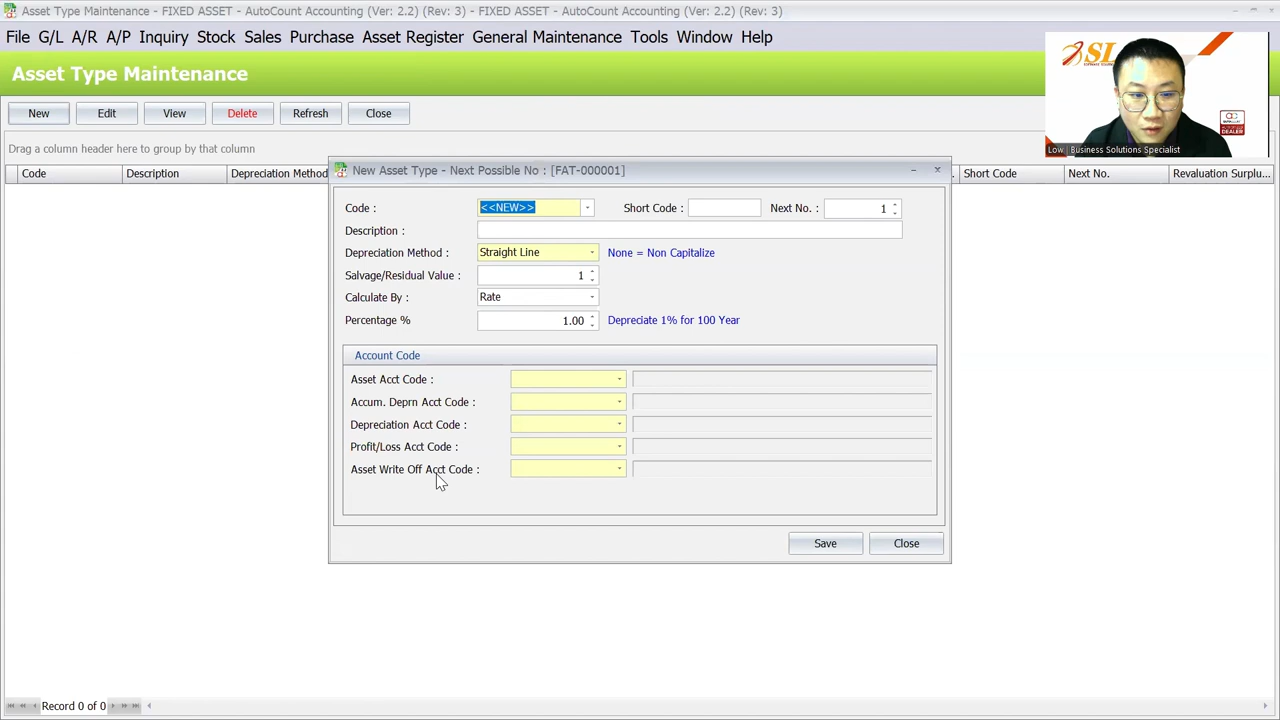 Asset Type Maintenance - FIXED ASSET - AutoCount Accounting (Ver: 2.2) (Rev: 3) - FIXED ASSET - AutoCount Accounting (Ver: 2.2) (Rev: 3)
File G/L A/R A/P Inquiry Stock Sales Purchase Asset Register General Maintenance Tools Window Help
Asset Type Maintenance
SL
Low | Business Solutions Specialist
New Edit View Delete Refresh Close
Drag a column header here to group by that column
Code Description Depreciation Method Short Code Next No. Revaluation Surplu...
New Asset Type - Next Possible No : [FAT-000001]
Code : <<NEW>> Short Code : Next No. : 1
Description :
Depreciation Method : Straight Line None = Non Capitalize
Salvage/Residual Value : 1
Calculate By : Rate
Percentage % 1.00 Depreciate 1% for 100 Year
Account Code
Asset Acct Code :
Accum. Deprn Acct Code :
Depreciation Acct Code :
Profit/Loss Acct Code :
Asset Write Off Acct Code :
Save Close
Record 0 of 0